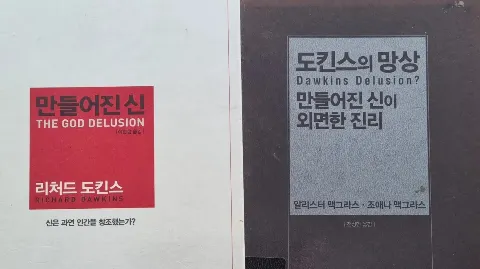 만들어진 신
THE GOD DELUSION
리처드 도킨스
RICHARD DAWKINS
신은 과연 인간을 창조했는가?
도킨스의 망상
Dawkins Delusion?
만들어진 신이
외면한 진리
알리스터 맥그라스 · 조애나 맥그라스